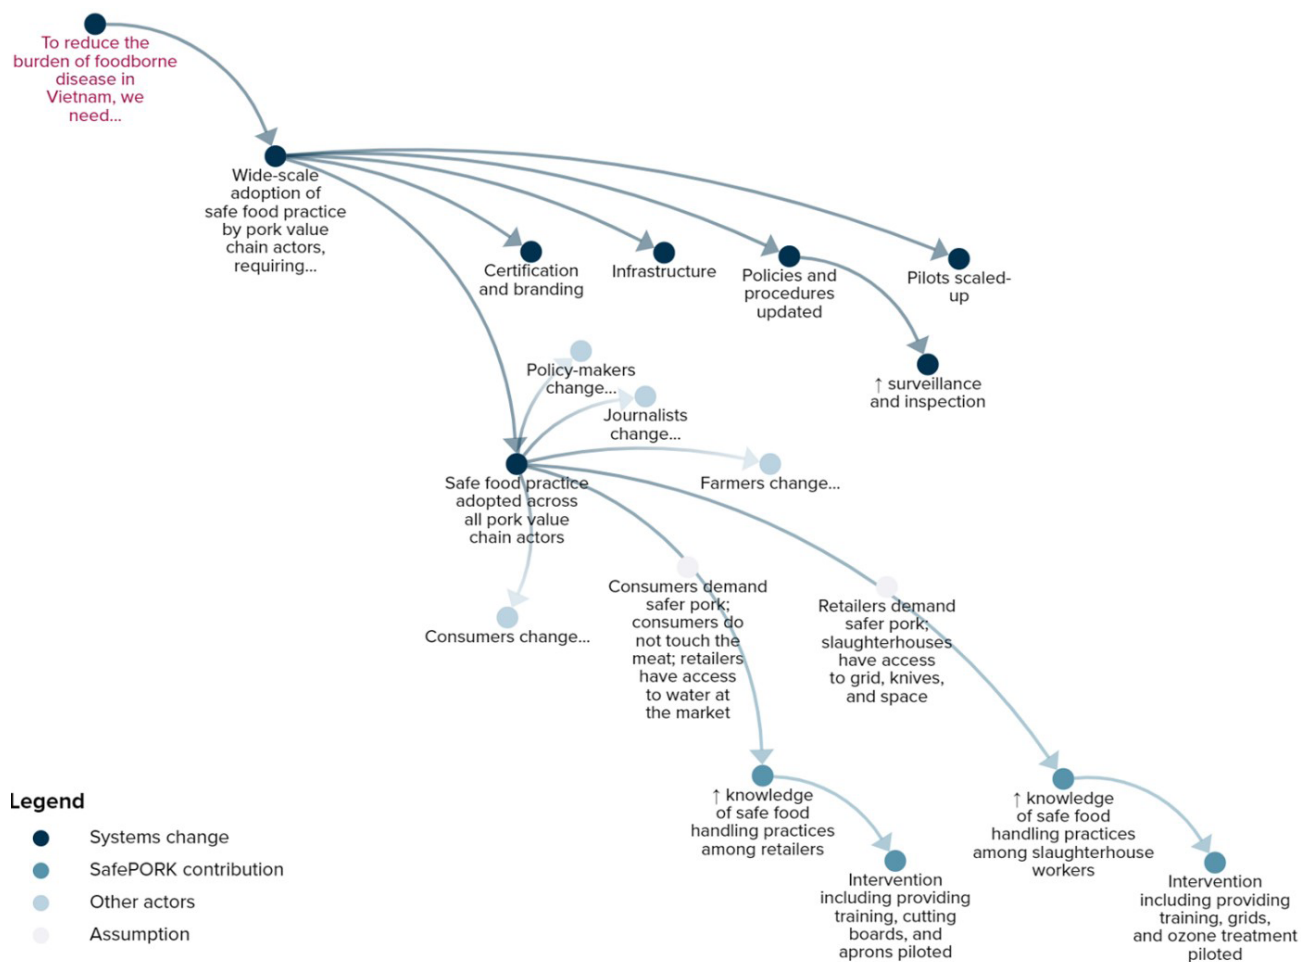 To reduce the
burden of foodborne
disease in
Vietnam, we
need...
Wide-scale
adoption of
safe food practice
by pork value
chain actors,
requiring...
Certification
and branding
Infrastructure
Policies and
procedures
updated
Pilots scaled-
up
↑ surveillance
and inspection
Policy-makers
change...
Journalists
change...
Safe food practice
adopted across
all pork value
chain actors
Farmers change...
Consumers change...
Consumers demand
safer pork;
consumers do
not touch the
meat; retailers
have access
to water at
the market
Retailers demand
safer pork;
slaughterhouses
have access
to grid, knives,
and space
↑ knowledge
of safe food
handling practices
among retailers
↑ knowledge
of safe food
handling practices
among slaughterhouse
workers
Intervention
including providing
training, cutting
boards, and
aprons piloted
Intervention
including providing
training, grids,
and ozone treatment
piloted
Legend
Systems change
SafePORK contribution
Other actors
Assumption